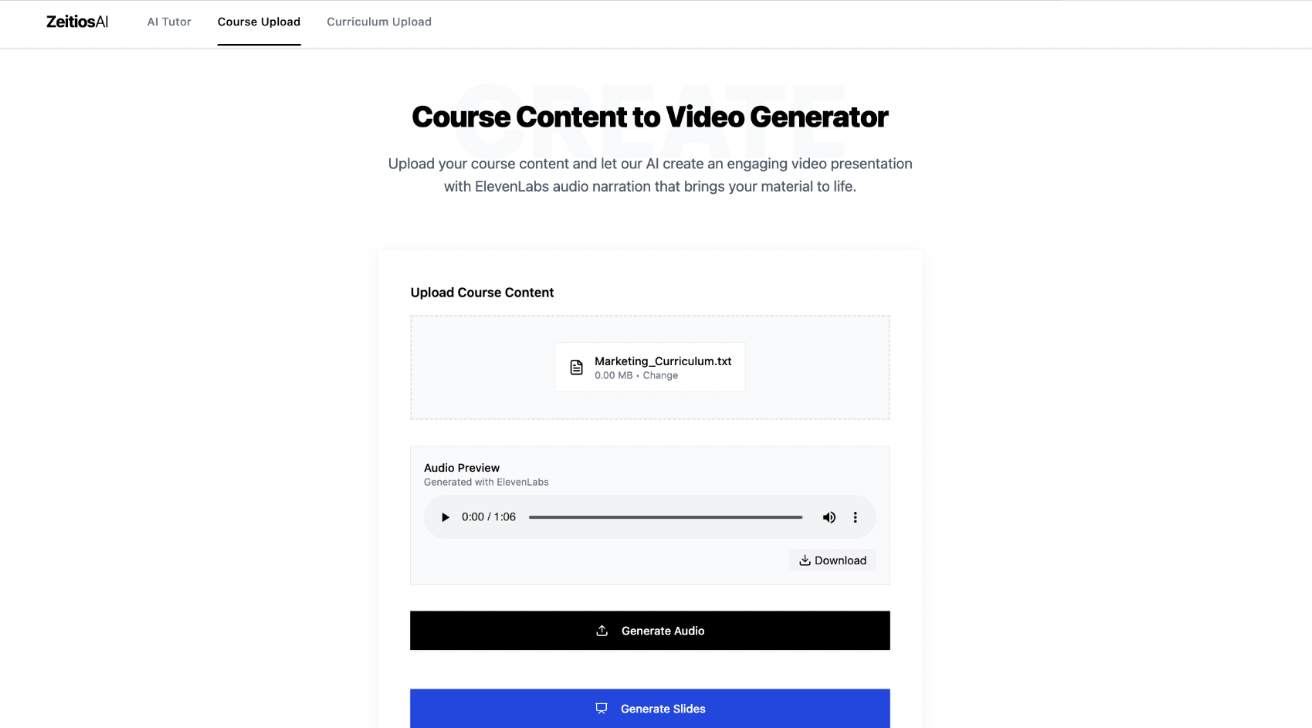 ZeitiosAI AI Tutor Course Upload Curriculum Upload
CREATE
Course Content to Video Generator
Upload your course content and let our AI create an engaging video presentation
with ElevenLabs audio narration that brings your material to life.
Upload Course Content
Marketing_Curriculum.txt
0.00 MB • Change
Audio Preview
Generated with ElevenLabs
0:00 / 1:06
Download
Generate Audio
Generate Slides